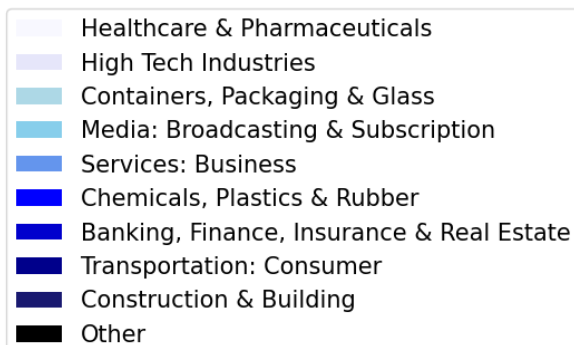 Healthcare & Pharmaceuticals
High Tech Industries
Containers, Packaging & Glass
Media: Broadcasting & Subscription
Services: Business
Chemicals, Plastics & Rubber
Banking, Finance, Insurance & Real Estate
Transportation: Consumer
Construction & Building
Other